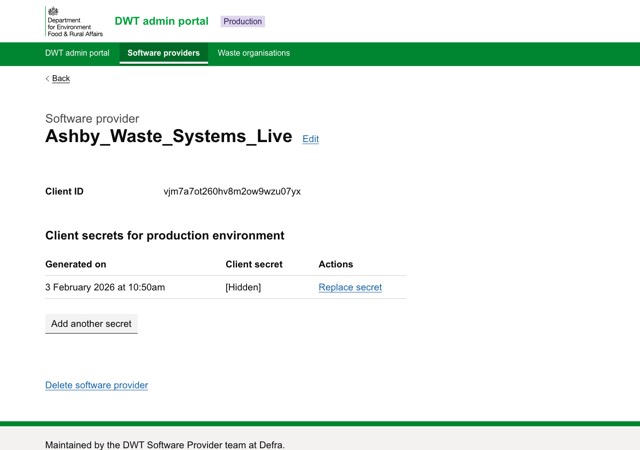 Department
for Environment
Food & Rural Affairs
DWT admin portal
Production
DWT admin portal
Software providers
Waste organisations
Back
Software provider
Ashby_Waste_Systems_Live
Edit
Client ID
vjm7a7ot260hv8m2ow9wzu07yx
Client secrets for production environment
Generated on
Client secret
Actions
3 February 2026 at 10:50am
[Hidden]
Replace secret
Add another secret
Delete software provider
Maintained by the DWT Software Provider team at Defra.